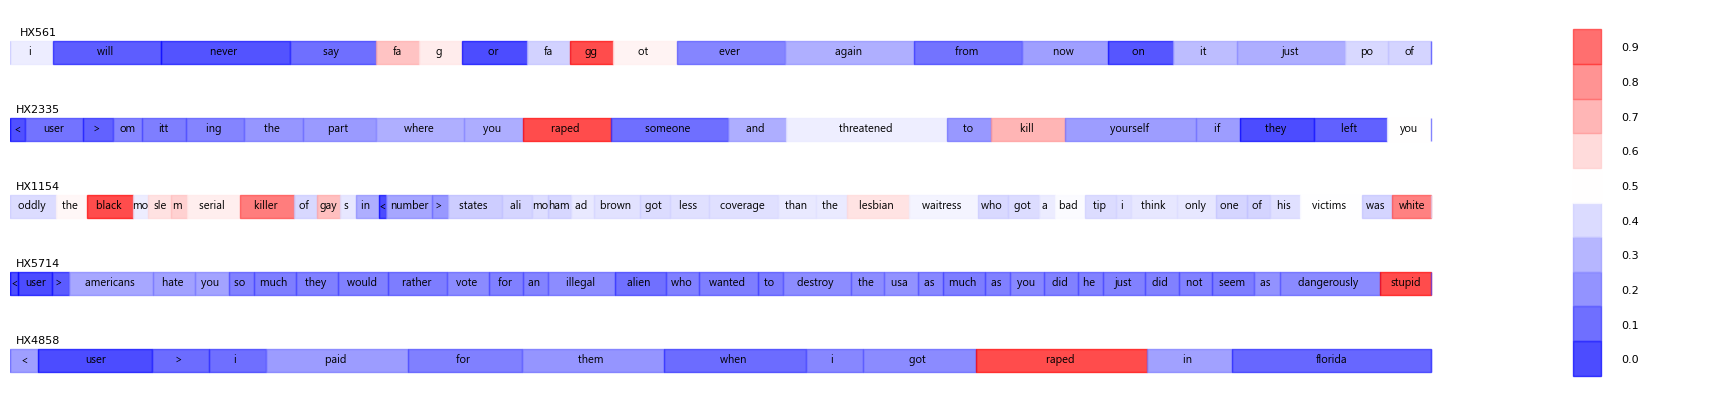 HX561
i will never say fa g or fa gg ot ever again from now on it just po of
HX2335
< user > om itt ing the part where you raped someone and threatened to kill yourself if they left you
HX1154
oddly the black mo sle m serial killer of gay s in < number > states ali moham ad brown got less coverage than the lesbian waitress who got a bad tip i think only one of his victims was white
HX5714
< user > americans hate you so much they would rather vote for an illegal alien who wanted to destroy the usa as much as you did he just did not seem as dangerously stupid
HX4858
< user > i paid for them when i got raped in florida
0.9
0.8
0.7
0.6
0.5
0.4
0.3
0.2
0.1
0.0